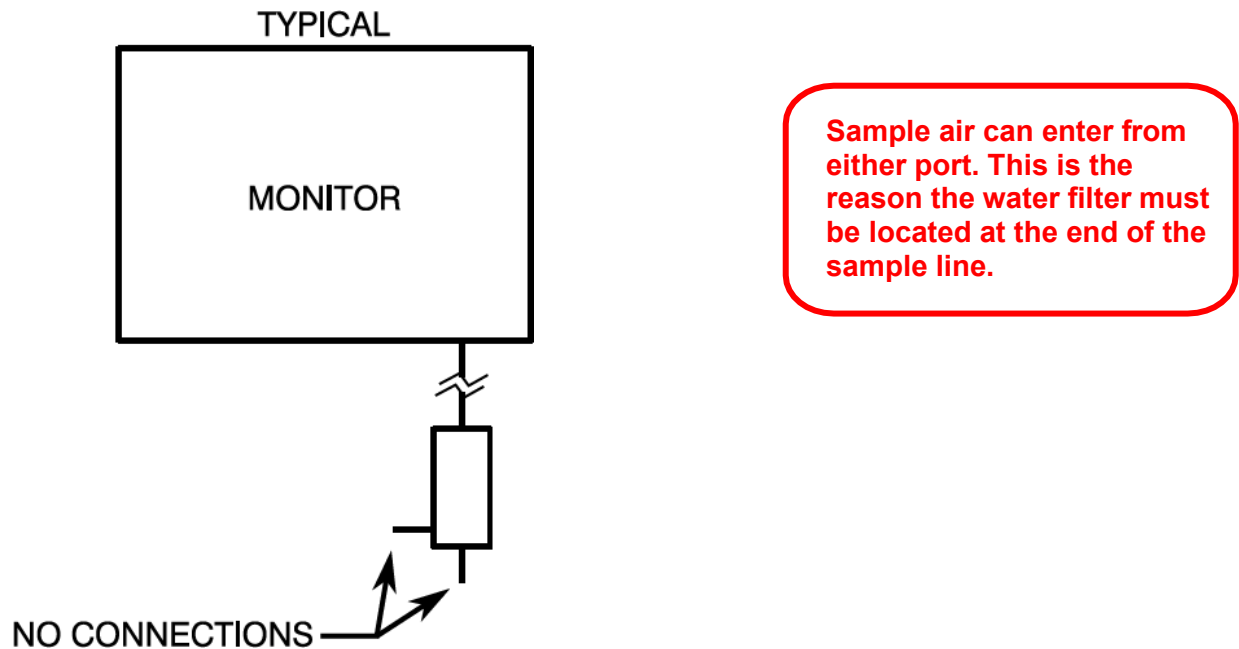 TYPICAL
MONITOR
Sample air can enter from
either port. This is the
reason the water filter must
be located at the end of the
sample line.
NO CONNECTIONS